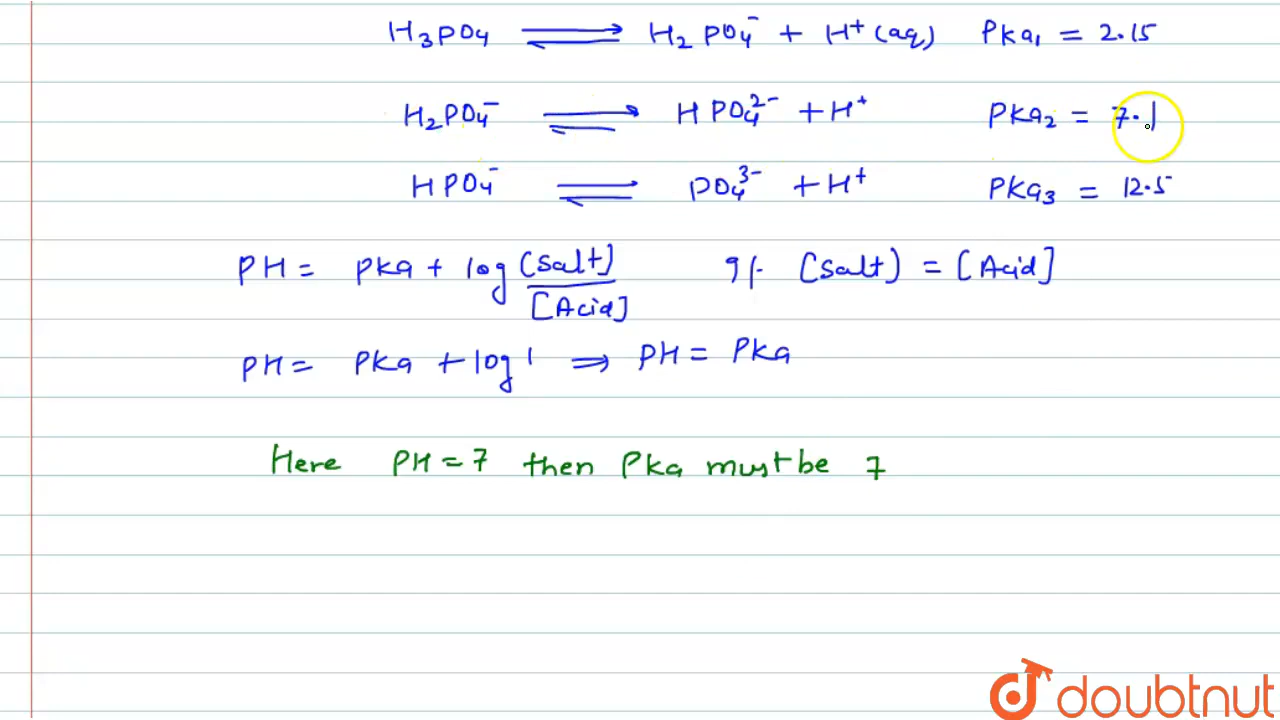 H3PO4 ⇌ H2PO4⁻ + H⁺(aq) Pka1 = 2.15
H2PO4⁻ ⇌ HPO4²⁻ + H⁺ PKa2 = 7.1
HPO4⁻ ⇌ PO4³⁻ + H⁺ PKa3 = 12.5
PH = PKa + log [Salt]/[Acid] If [Salt] = [Acid]
PH = PKa + log 1 ⇒ PH = PKa
Here PH = 7 then PKa must be 7
doubtnut